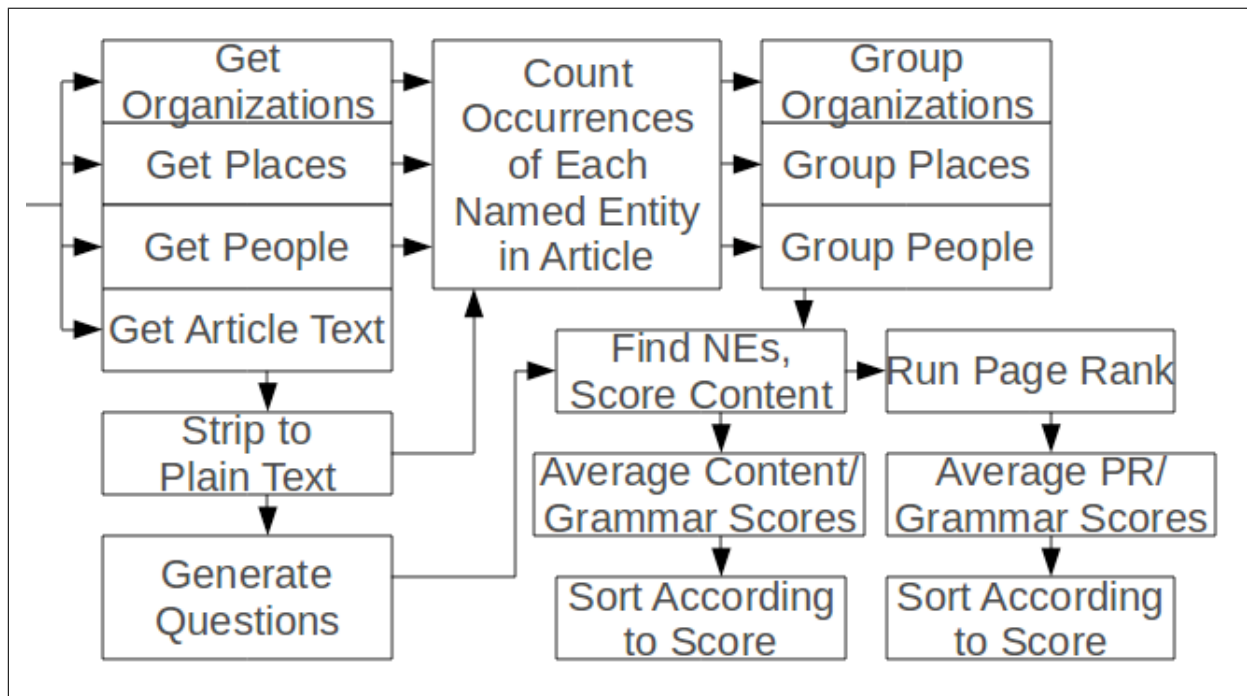 Get
Organizations
Get Places
Get People
Get Article Text
Strip to
Plain Text
Generate
Questions
Count
Occurrences
of Each
Named Entity
in Article
Group
Organizations
Group Places
Group People
Find NEs,
Score Content
Average Content/
Grammar Scores
Sort According
to Score
Run Page Rank
Average PR/
Grammar Scores
Sort According
to Score